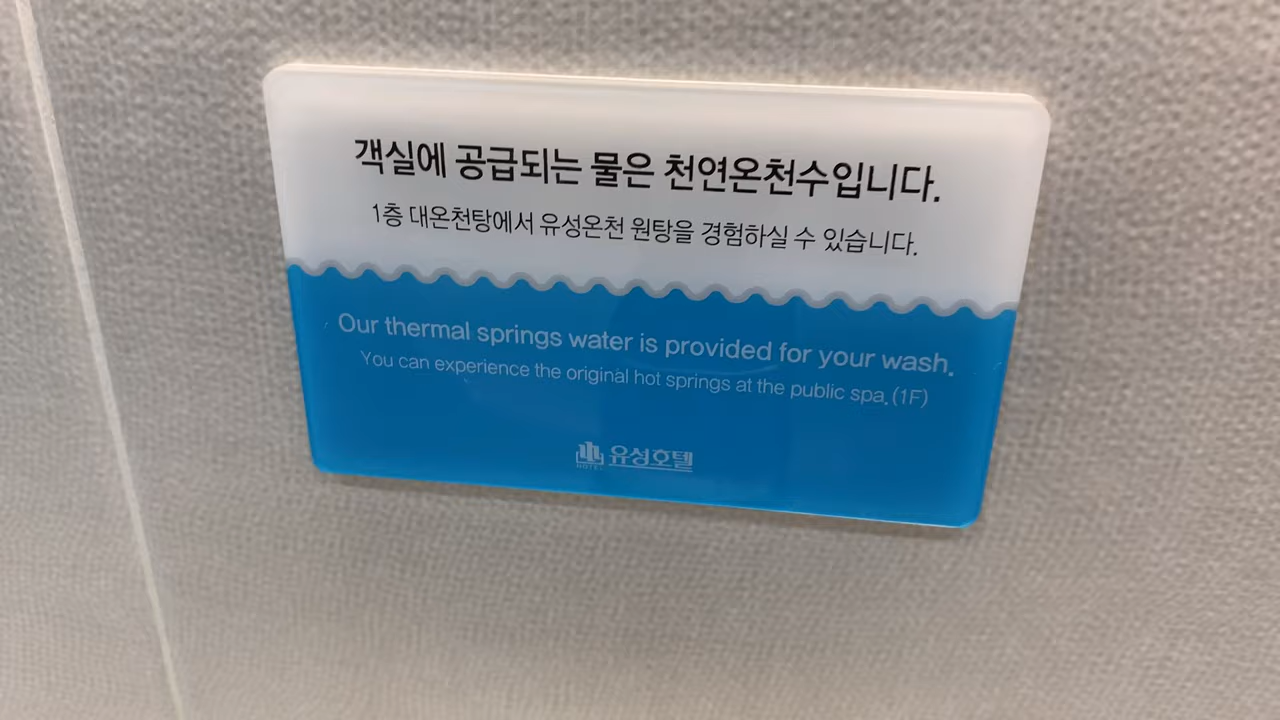 객실에 공급되는 물은 천연온천수입니다.
1층 대온천탕에서 유성온천 원탕을 경험하실 수 있습니다.
Our thermal springs water is provided for your wash.
You can experience the original hot springs at the public spa.(1F)
HOTEL 유성호텔